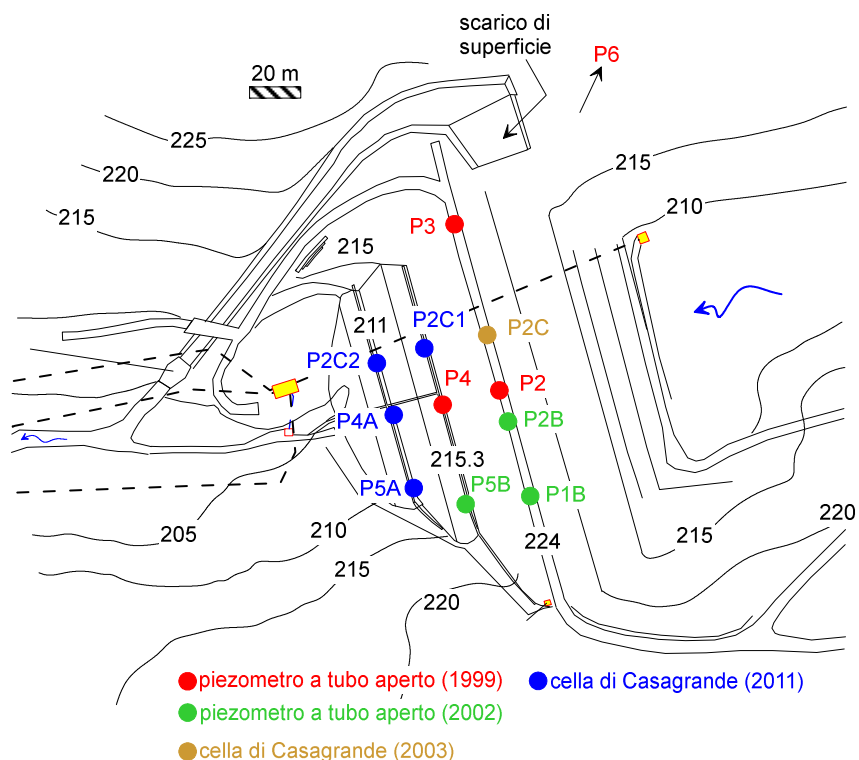 scarico di
superficie
P6
20 m
225
220
215
215
210
P3
215
211
P2C1
P2C
P2C2
P4
P2
P4A
P2B
215.3
P5A
P5B
P1B
205
210
224
215
220
215
220
piezometro a tubo aperto (1999)
cella di Casagrande (2011)
piezometro a tubo aperto (2002)
cella di Casagrande (2003)